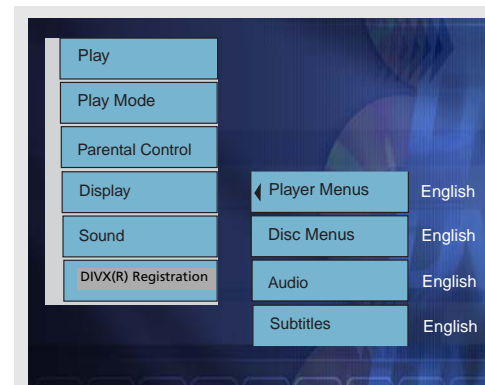 Play
Play Mode
Parental Control
Display
Sound
DIVX(R) Registration
Player Menus English
Disc Menus English
Audio English
Subtitles English